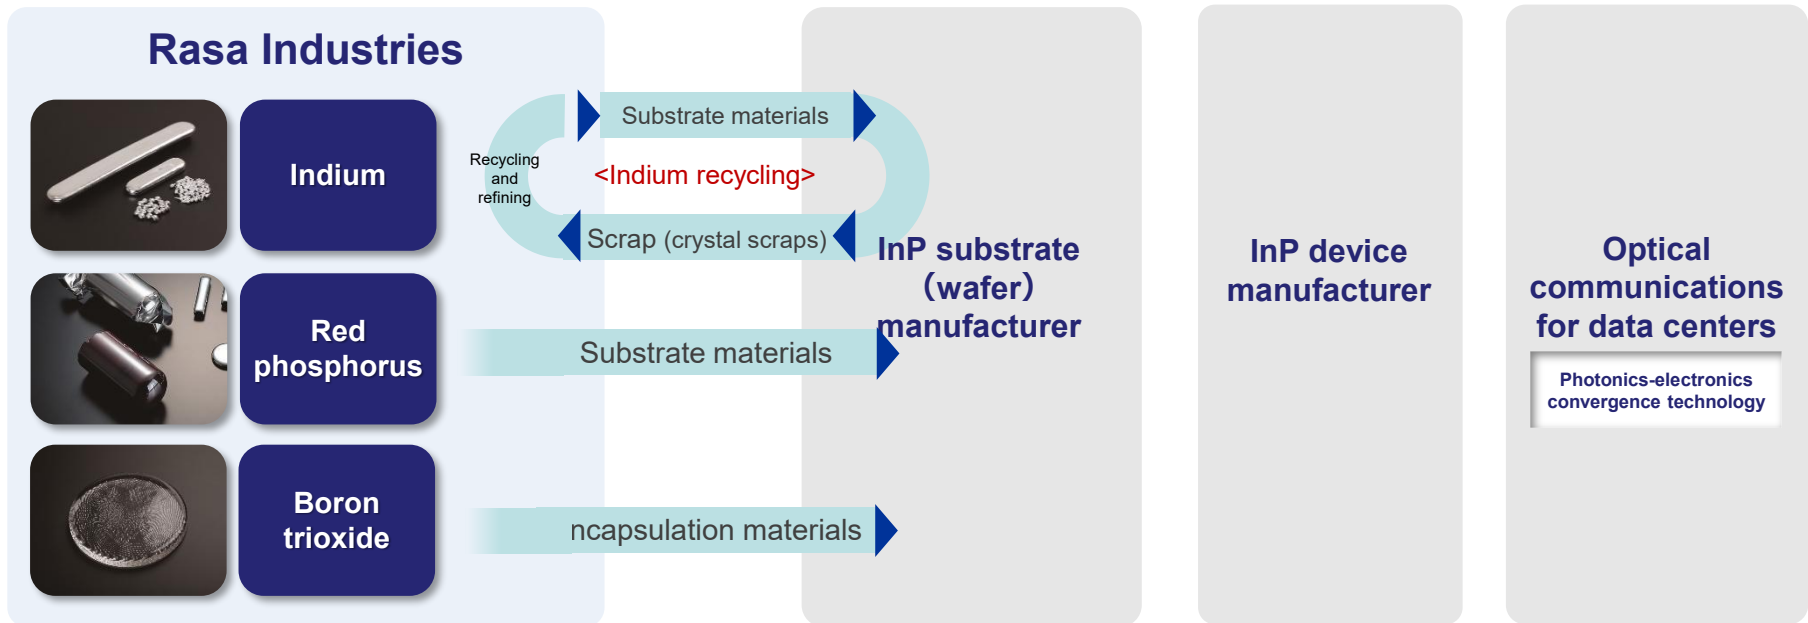 Rasa Industries
Indium
Substrate materials
Recycling
and
refining
<Indium recycling>
Scrap (crystal scraps)
Red
phosphorus
Substrate materials
Boron
trioxide
ncapsulation materials
InP substrate
（wafer）
manufacturer
InP device
manufacturer
Optical
communications
for data centers
Photonics-electronics
convergence technology